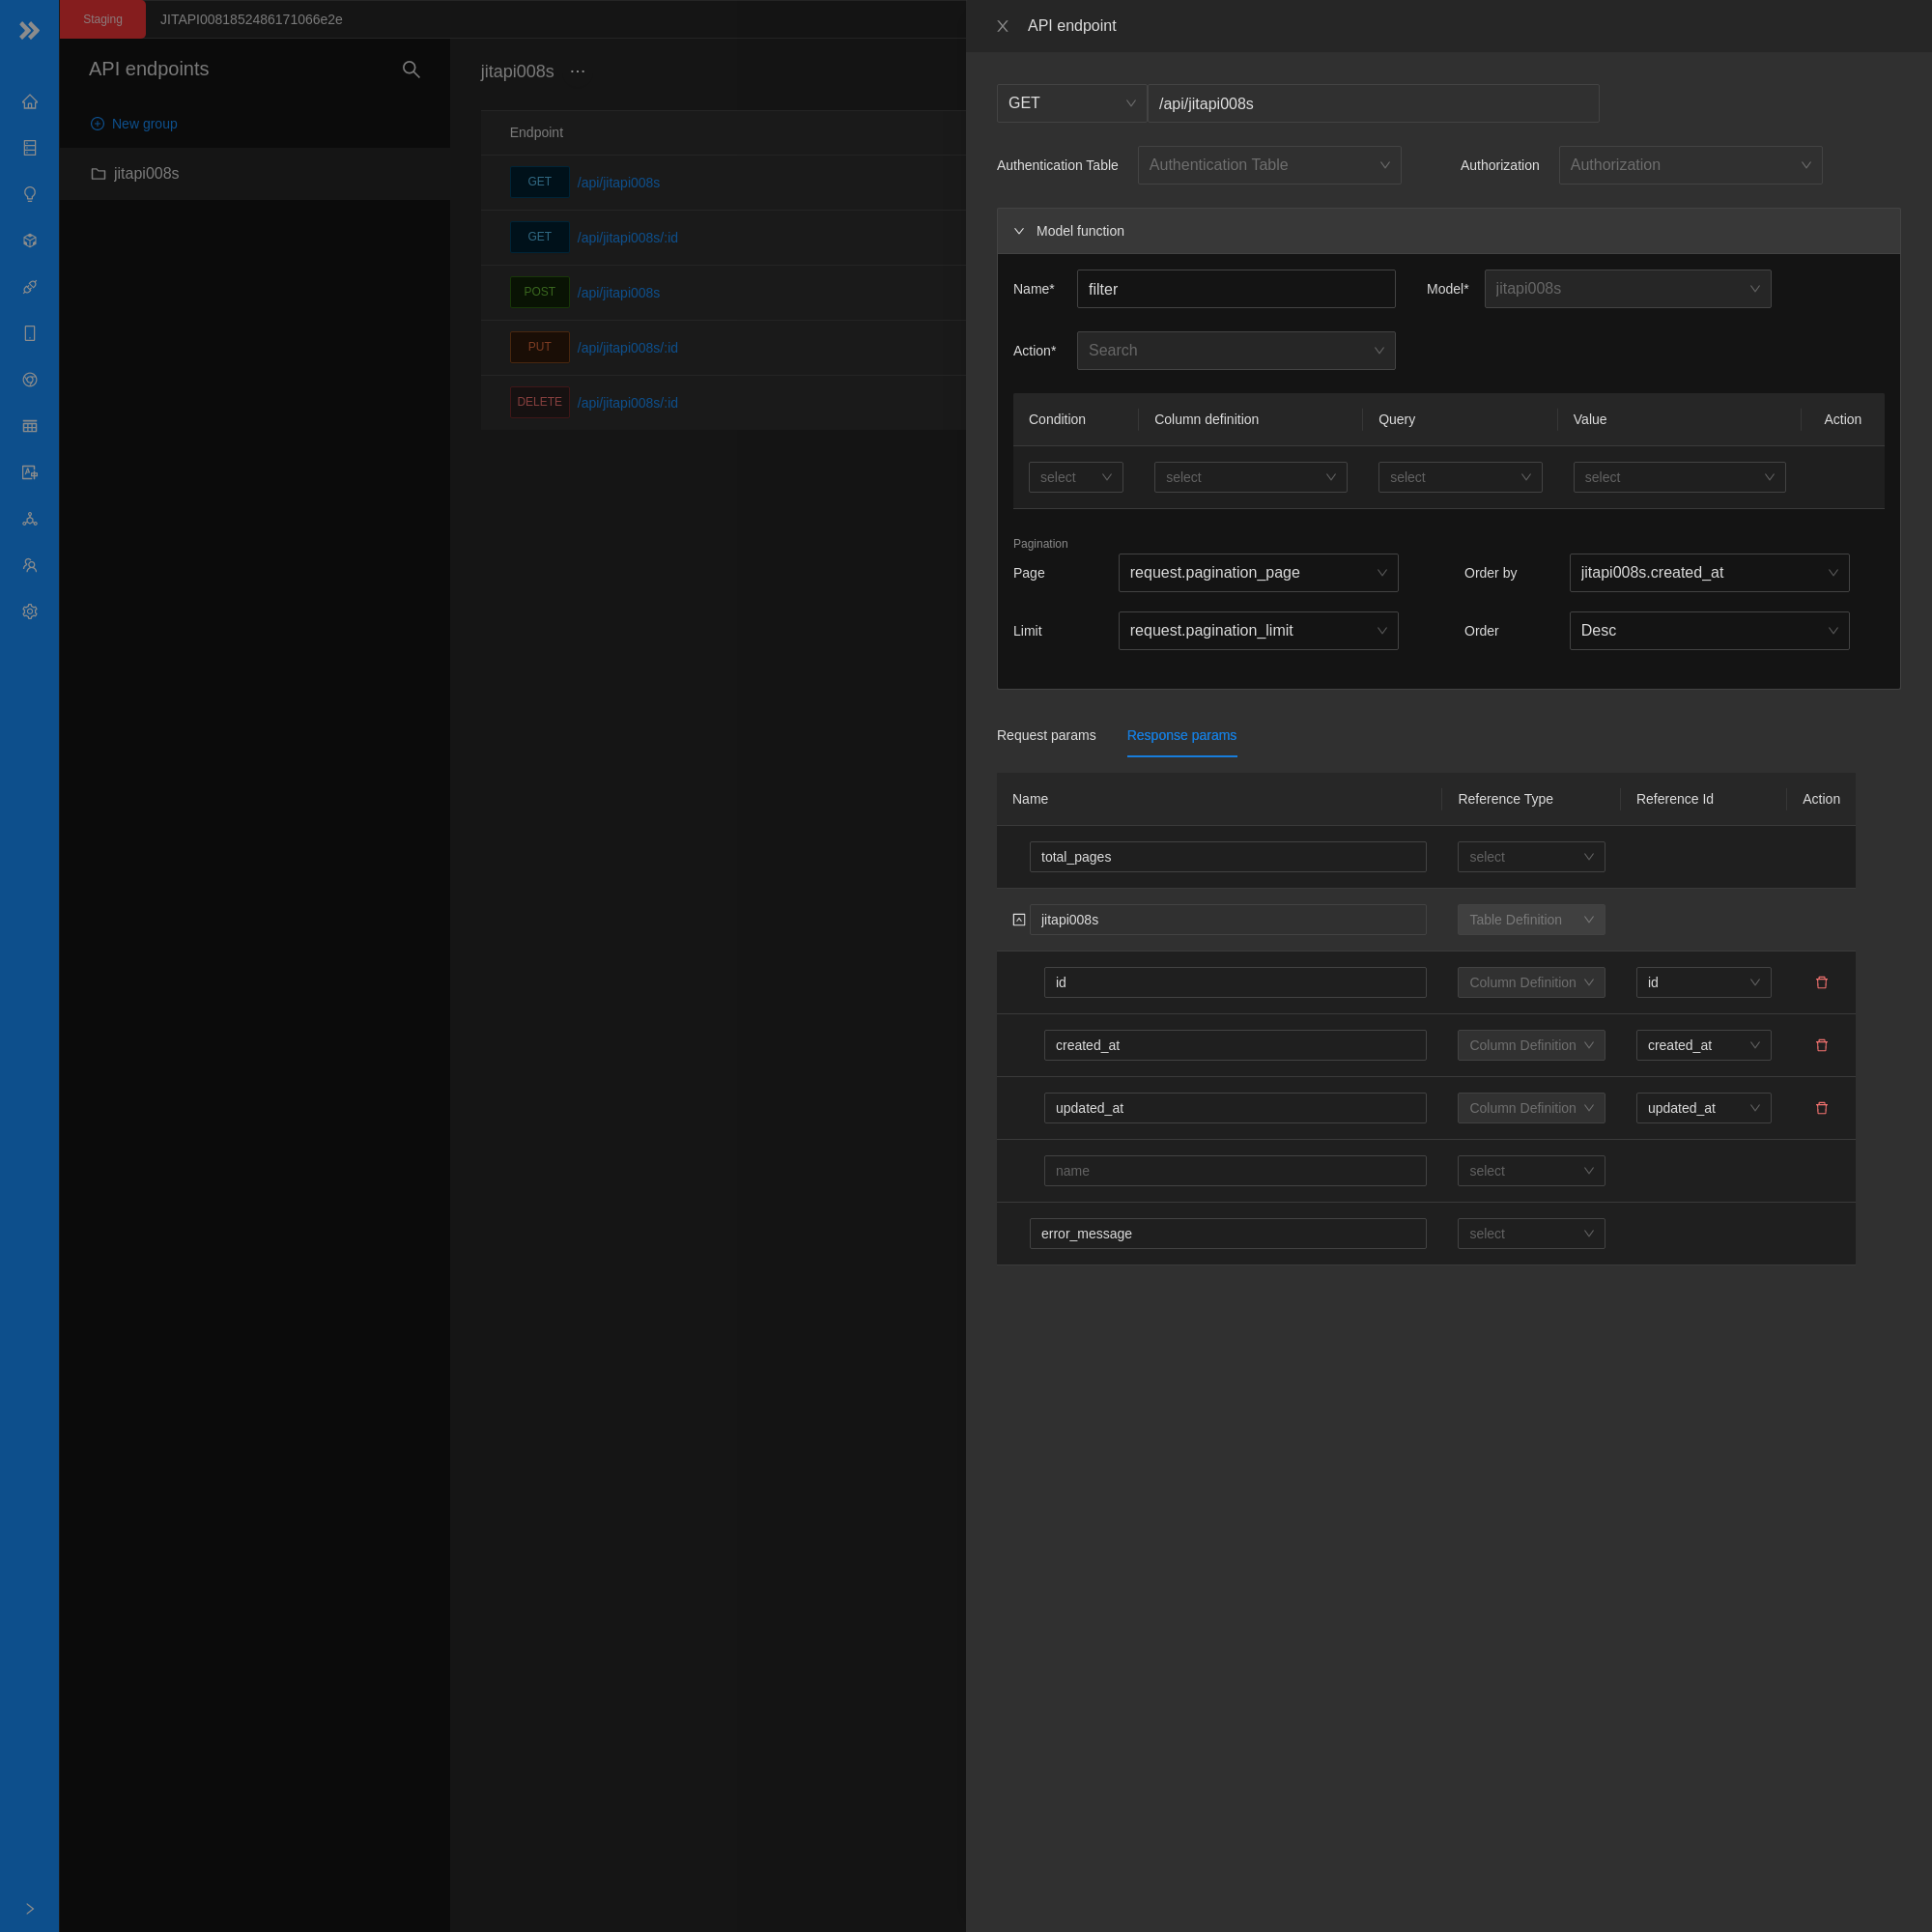 Staging
JITAPI0081852486171066e2e
API endpoints
New group
jitapi008s
jitapi008s ···
Endpoint
GET /api/jitapi008s
GET /api/jitapi008s/:id
POST /api/jitapi008s
PUT /api/jitapi008s/:id
DELETE /api/jitapi008s/:id
API endpoint
GET /api/jitapi008s
Authentication Table Authentication Table Authorization Authorization
Model function
Name* filter Model* jitapi008s
Action* Search
Condition Column definition Query Value Action
select select select select
Pagination
Page request.pagination_page Order by jitapi008s.created_at
Limit request.pagination_limit Order Desc
Request params Response params
Name Reference Type Reference Id Action
total_pages select
jitapi008s Table Definition
id Column Definition id
created_at Column Definition created_at
updated_at Column Definition updated_at
name select
error_message select